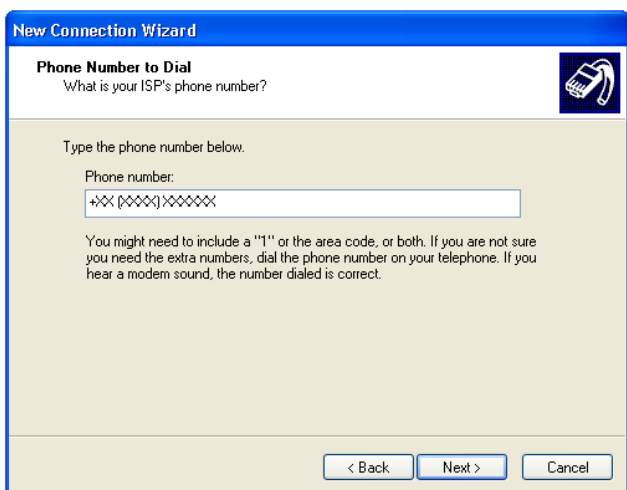 New Connection Wizard
Phone Number to Dial
What is your ISP's phone number?
Type the phone number below.
Phone number:
+XX (XXXX) XXXXXX
You might need to include a "1" or the area code, or both. If you are not sure
you need the extra numbers, dial the phone number on your telephone. If you
hear a modem sound, the number dialed is correct.
< Back
Next >
Cancel